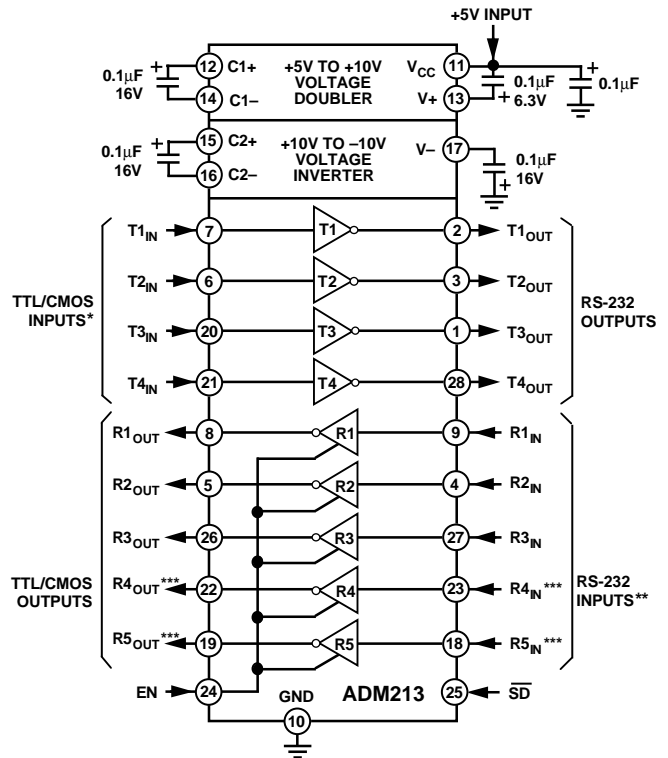 +5V INPUT
0.1µF
16V
+
12
C1+
14
C1–
+5V TO +10V
VOLTAGE
DOUBLER
VCC
11
V+
13
0.1µF
6.3V
+
+
0.1µF
0.1µF
16V
+
15
C2+
16
C2–
+10V TO –10V
VOLTAGE
INVERTER
V–
17
0.1µF
16V
+
TTL/CMOS
INPUTS*
T1IN 7 T1 2 T1OUT
T2IN 6 T2 3 T2OUT
T3IN 20 T3 1 T3OUT
T4IN 21 T4 28 T4OUT
RS-232
OUTPUTS
TTL/CMOS
OUTPUTS
R1OUT 8 R1 9 R1IN
R2OUT 5 R2 4 R2IN
R3OUT 26 R3 27 R3IN
R4OUT*** 22 R4 23 R4IN***
R5OUT*** 19 R5 18 R5IN***
RS-232
INPUTS**
EN 24 GND ADM213 25 SD
10